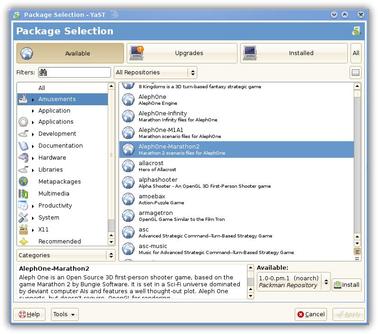 Package Selection - YaST
Package Selection
Available
Upgrades
Installed
All
Filters:
All Repositories
All
Amusements
Application
Applications
Development
Documentation
Hardware
Libraries
Metapackages
Multimedia
Productivity
System
X11
Recommended
Categories
8 Kingdoms is a 3D turn-based fantasy strategic game
AlephOne
AlephOne Engine
AlephOne-Infinity
Marathon Infinity files for AlephOne
AlephOne-M1A1
Marathon scenario files for AlephOne
AlephOne-Marathon2
Marathon 2 scenario files for AlephOne
allacrost
Hero of Allacrost
alphashooter
Alpha Shooter - An OpenGL 3D First-Person Shooter game
amoebax
Action-Puzzle Game
armagetron
OpenGL Game Similar to the Film Tron
asc
Advanced Strategic Command-Turn-Based Strategy Game
asc-music
Music for Advanced Strategic Command-Turn-Based Strategy Game
AlephOne-Marathon2
Aleph One is an Open Source 3D first-person shooter game, based on the
game Marathon 2 by Bungie Software. It is set in a Sci-Fi universe dominated
by deviant computer AIs and features a well thought-out plot. Aleph One
supports, but doesn't require, OpenGL for rendering.
Available:
1.0-0.pm.1 (noarch)
Packman Repository
Install
Help
Tools
Cancel
Apply